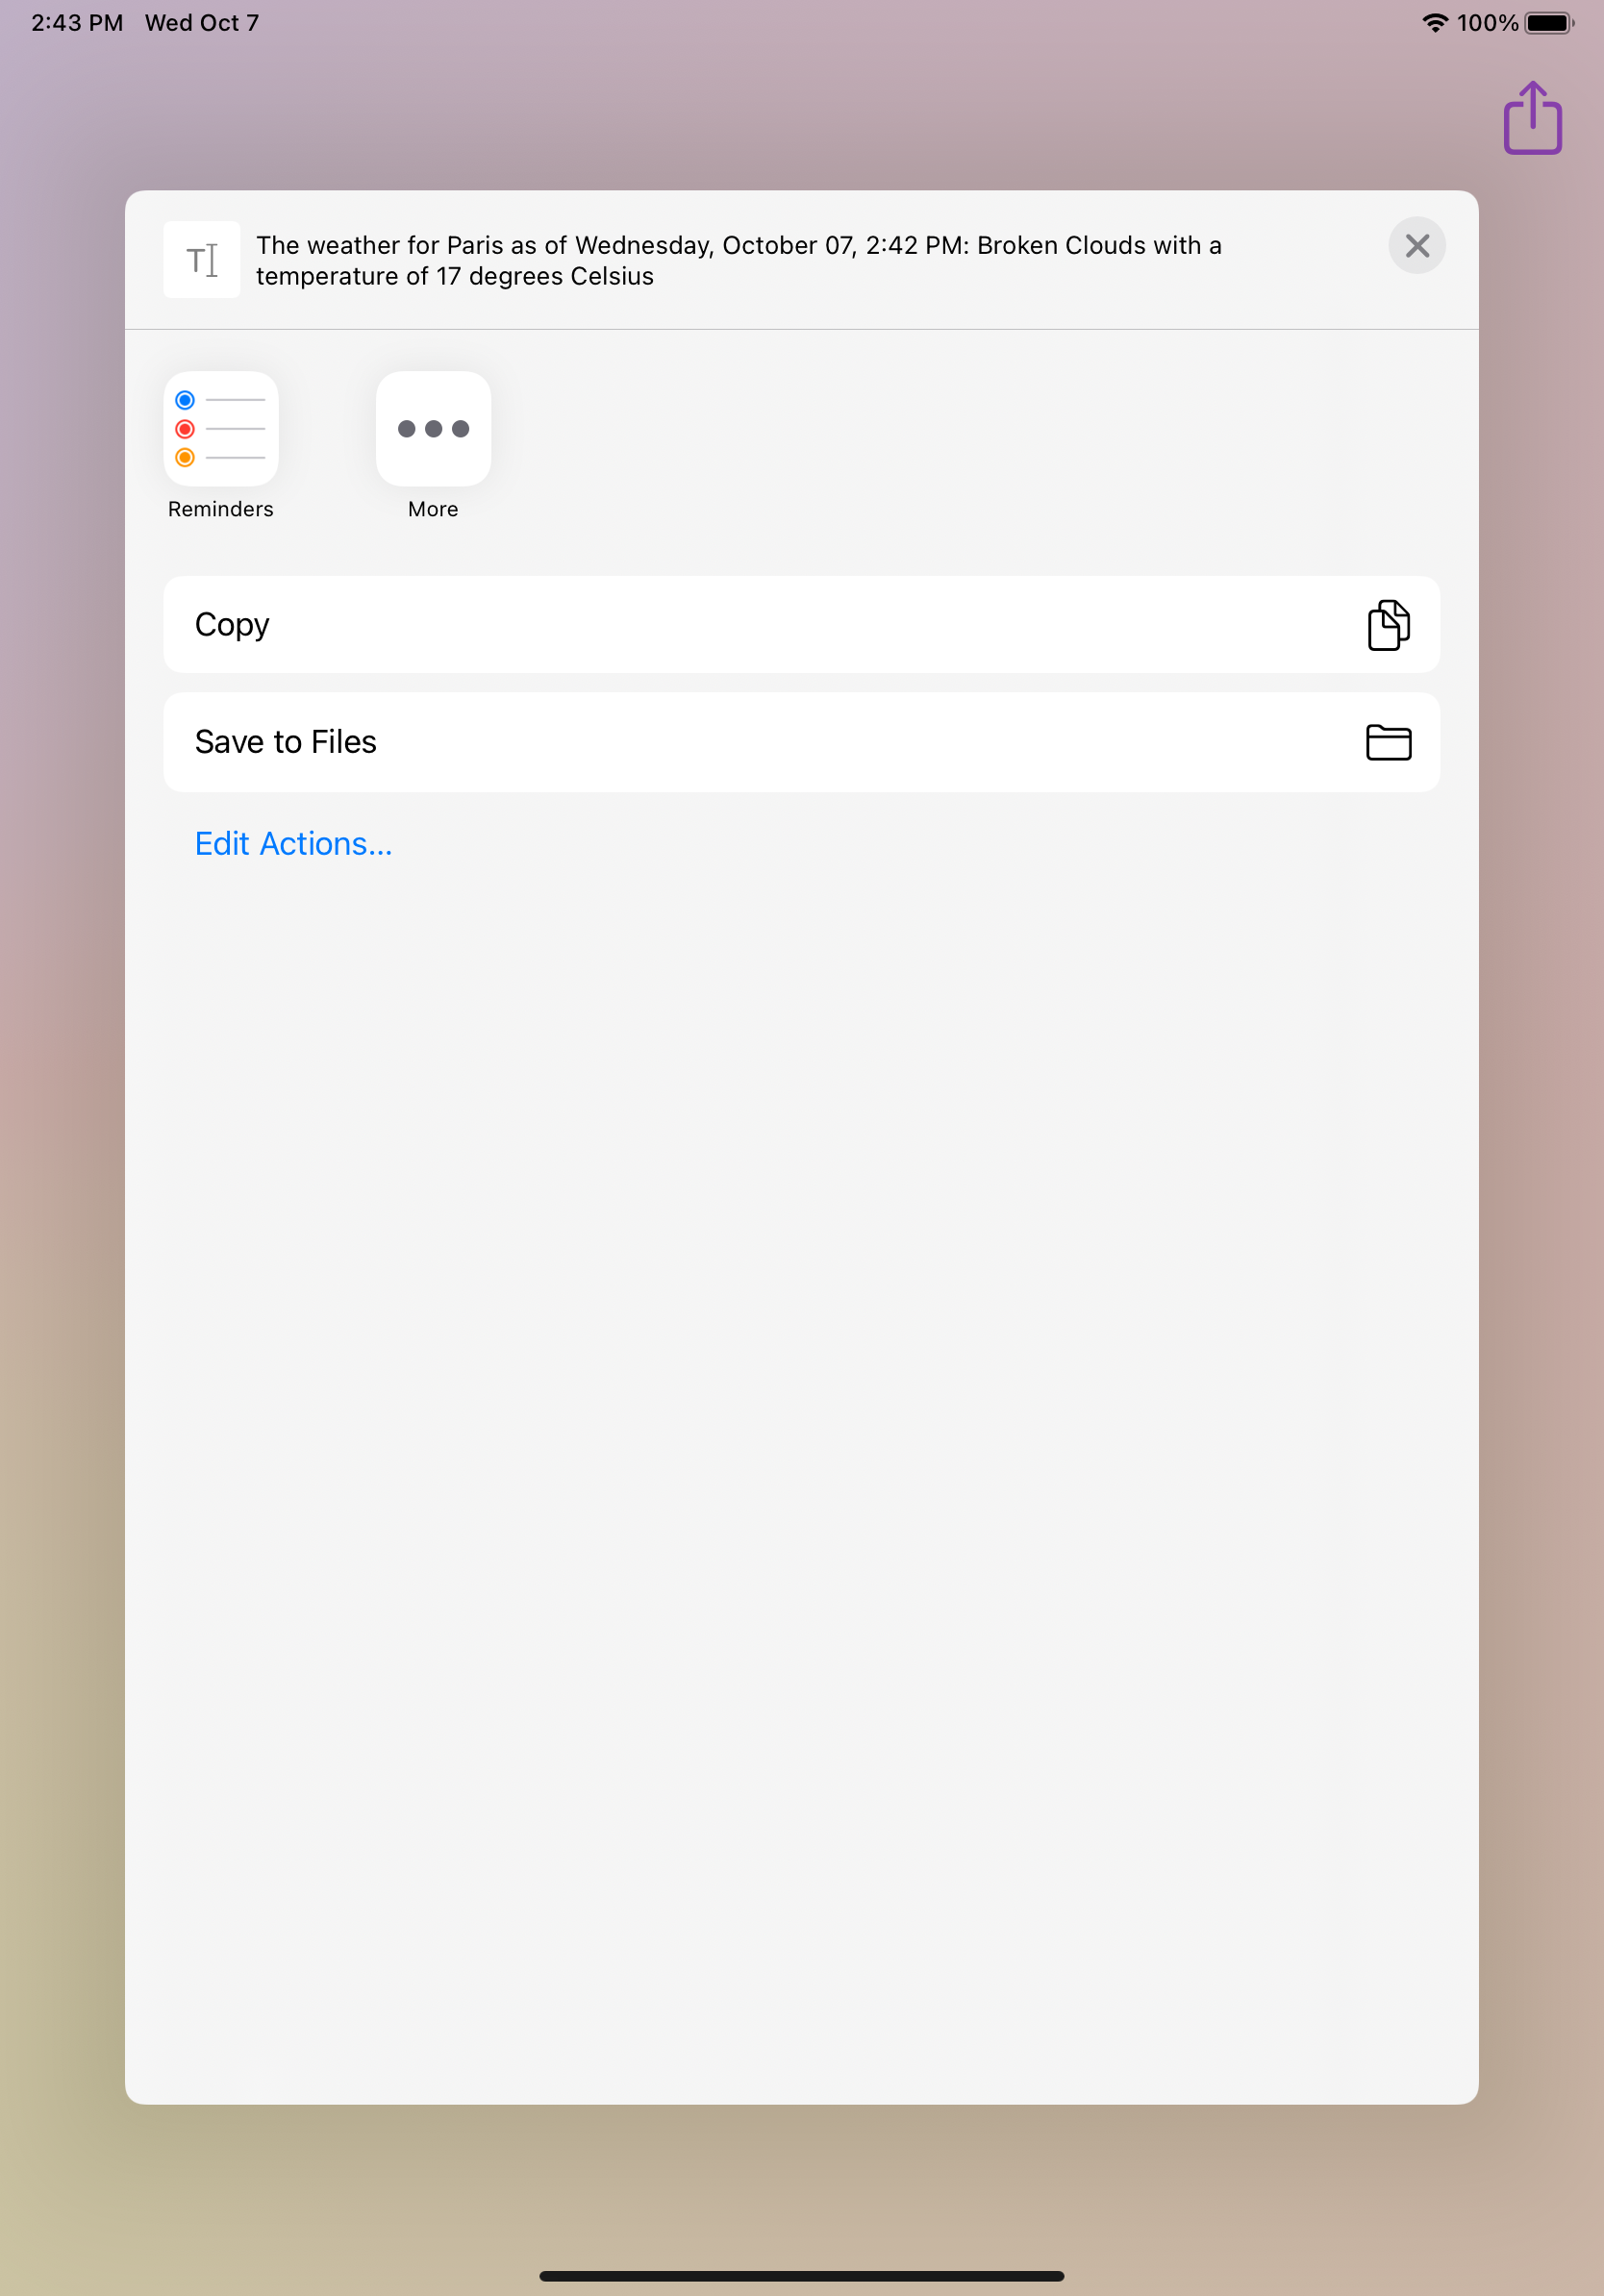 2:43 PM Wed Oct 7
100%
The weather for Paris as of Wednesday, October 07, 2:42 PM: Broken Clouds with a
temperature of 17 degrees Celsius
Reminders
More
Copy
Save to Files
Edit Actions...